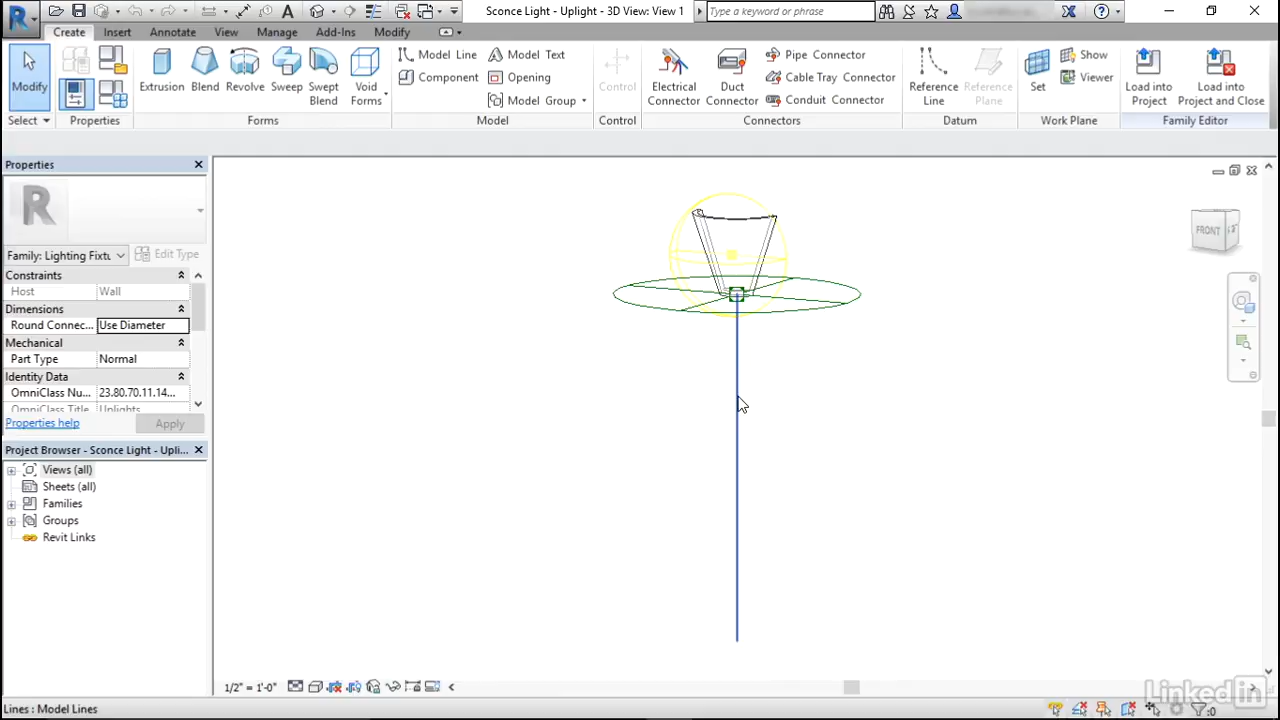 Sconce Light - Uplight - 3D View: View 1
Type a keyword or phrase
Create Insert Annotate View Manage Add-Ins Modify
Modify
Select
Properties
Extrusion Blend Revolve Sweep Swept Blend Void Forms
Forms
Model Line Model Text
Component Opening
Model Group
Model
Control
Control
Electrical Connector Duct Connector
Pipe Connector
Cable Tray Connector
Conduit Connector
Connectors
Reference Line Reference Plane
Datum
Set Show
Viewer
Work Plane
Load into Project Load into Project and Close
Family Editor
Properties
R
Family: Lighting Fixtu
Edit Type
Constraints
Host Wall
Dimensions
Round Connec... Use Diameter
Mechanical
Part Type Normal
Identity Data
OmniClass Nu... 23.80.70.11.14...
OmniClass Title Uplights
Properties help Apply
Project Browser - Sconce Light - Upli...
Views (all)
Sheets (all)
Families
Groups
Revit Links
FRONT
1/2" = 1'-0"
Lines : Model Lines
:0
LinkedIn